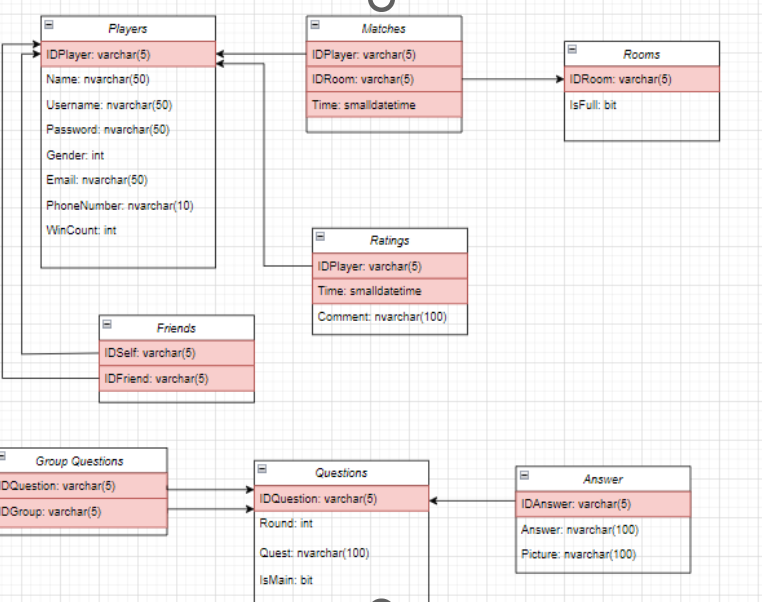 Players
IDPlayer: varchar(5)
Name: nvarchar(50)
Username: nvarchar(50)
Password: nvarchar(50)
Gender: int
Email: nvarchar(50)
PhoneNumber: nvarchar(10)
WinCount: int
Matches
IDPlayer: varchar(5)
IDRoom: varchar(5)
Time: smalldatetime
Rooms
IDRoom: varchar(5)
IsFull: bit
Ratings
IDPlayer: varchar(5)
Time: smalldatetime
Comment: nvarchar(100)
Friends
IDSelf: varchar(5)
IDFriend: varchar(5)
Group Questions
IDQuestion: varchar(5)
IDGroup: varchar(5)
Questions
IDQuestion: varchar(5)
Round: int
Quest: nvarchar(100)
IsMain: bit
Answer
IDAnswer: varchar(5)
Answer: nvarchar(100)
Picture: nvarchar(100)